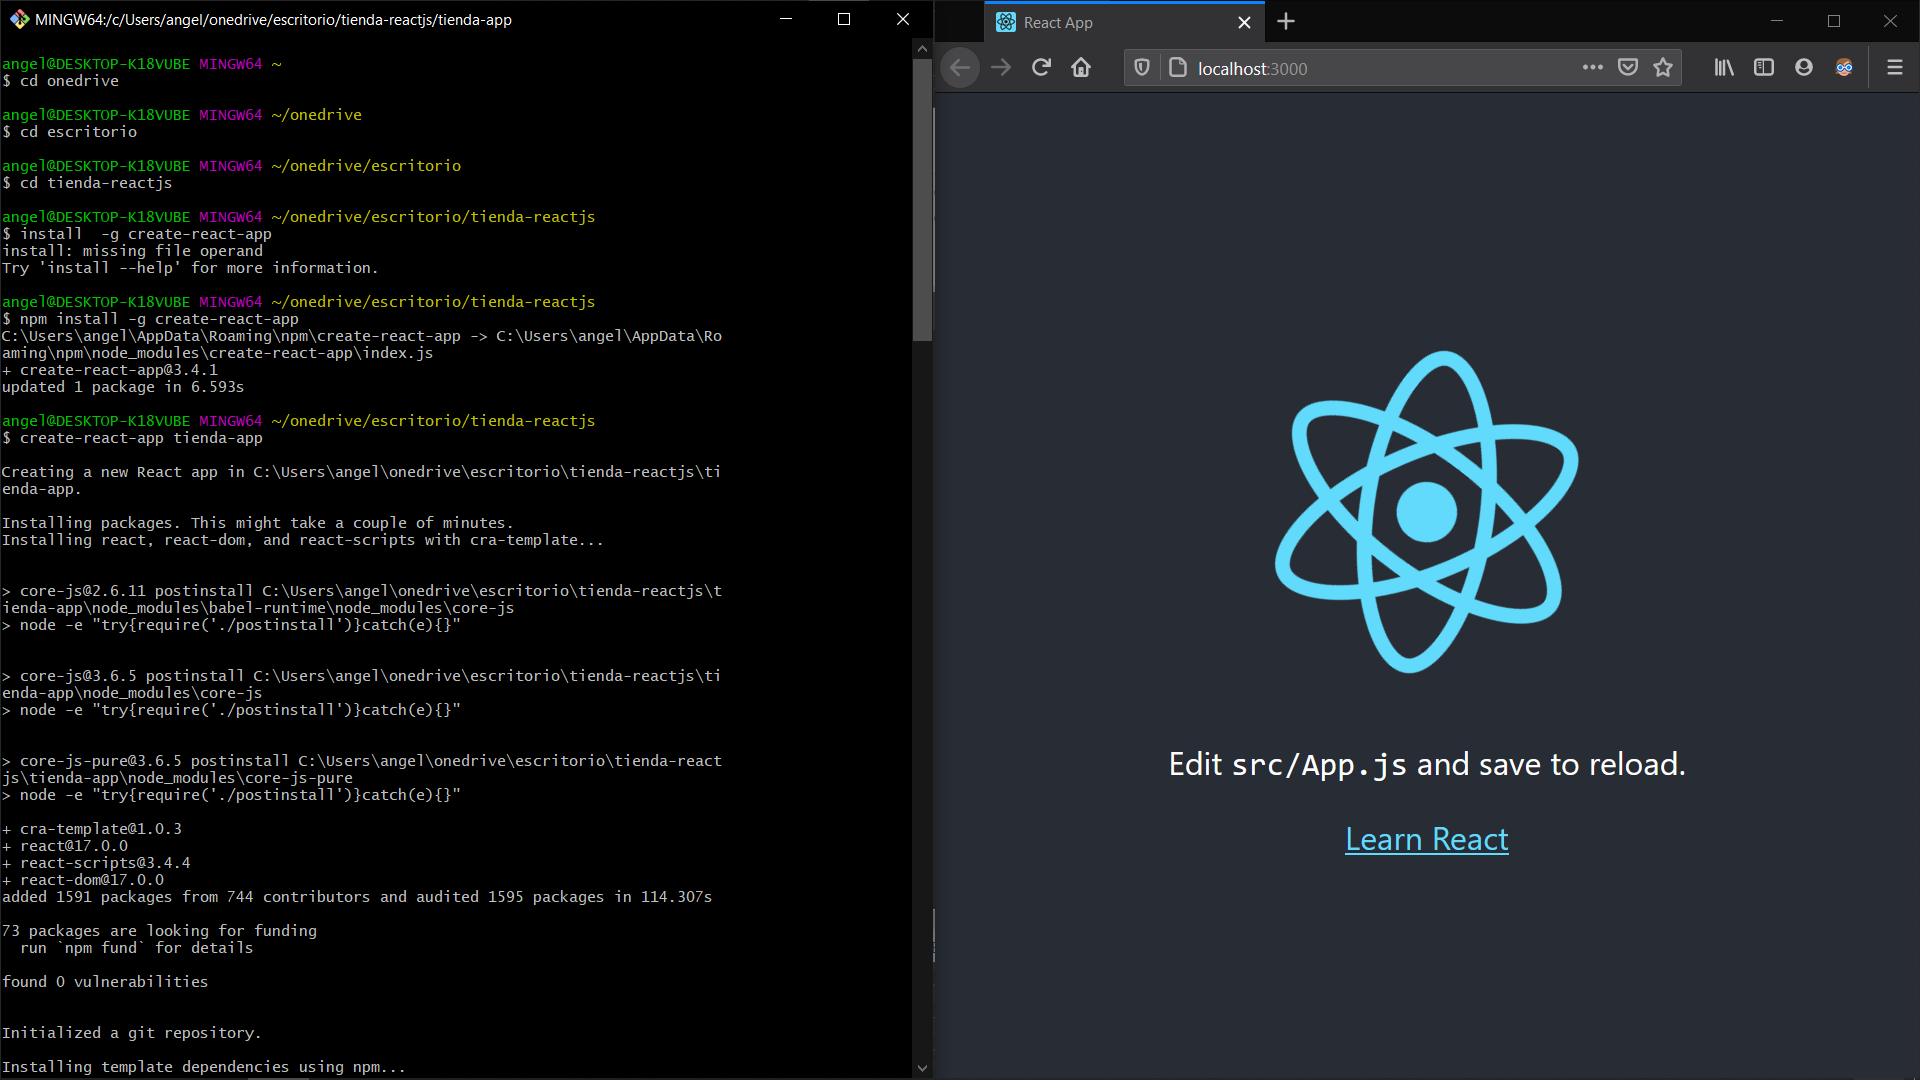 MINGW64:/c/Users/angel/onedrive/escritorio/tienda-reactjs/tienda-app
angel@DESKTOP-K18VUBE MINGW64 ~
$ cd onedrive
angel@DESKTOP-K18VUBE MINGW64 ~/onedrive
$ cd escritorio
angel@DESKTOP-K18VUBE MINGW64 ~/onedrive/escritorio
$ cd tienda-reactjs
angel@DESKTOP-K18VUBE MINGW64 ~/onedrive/escritorio/tienda-reactjs
$ install  -g create-react-app
install: missing file operand
Try 'install --help' for more information.
angel@DESKTOP-K18VUBE MINGW64 ~/onedrive/escritorio/tienda-reactjs
$ npm install -g create-react-app
C:\Users\angel\AppData\Roaming\npm\create-react-app -> C:\Users\angel\AppData\Ro
aming\npm\node_modules\create-react-app\index.js
+ create-react-app@3.4.1
updated 1 package in 6.593s
angel@DESKTOP-K18VUBE MINGW64 ~/onedrive/escritorio/tienda-reactjs
$ create-react-app tienda-app
Creating a new React app in C:\Users\angel\onedrive\escritorio\tienda-reactjs\ti
enda-app.
Installing packages. This might take a couple of minutes.
Installing react, react-dom, and react-scripts with cra-template...
> core-js@2.6.11 postinstall C:\Users\angel\onedrive\escritorio\tienda-reactjs\t
ienda-app\node_modules\babel-runtime\node_modules\core-js
> node -e "try{require('./postinstall')}catch(e){}"
> core-js@3.6.5 postinstall C:\Users\angel\onedrive\escritorio\tienda-reactjs\ti
enda-app\node_modules\core-js
> node -e "try{require('./postinstall')}catch(e){}"
> core-js-pure@3.6.5 postinstall C:\Users\angel\onedrive\escritorio\tienda-react
js\tienda-app\node_modules\core-js-pure
> node -e "try{require('./postinstall')}catch(e){}"
+ cra-template@1.0.3
+ react@17.0.0
+ react-scripts@3.4.4
+ react-dom@17.0.0
added 1591 packages from 744 contributors and audited 1595 packages in 114.307s
73 packages are looking for funding
  run `npm fund` for details
found 0 vulnerabilities
Initialized a git repository.
Installing template dependencies using npm...
React App
localhost:3000
Edit src/App.js and save to reload.
Learn React